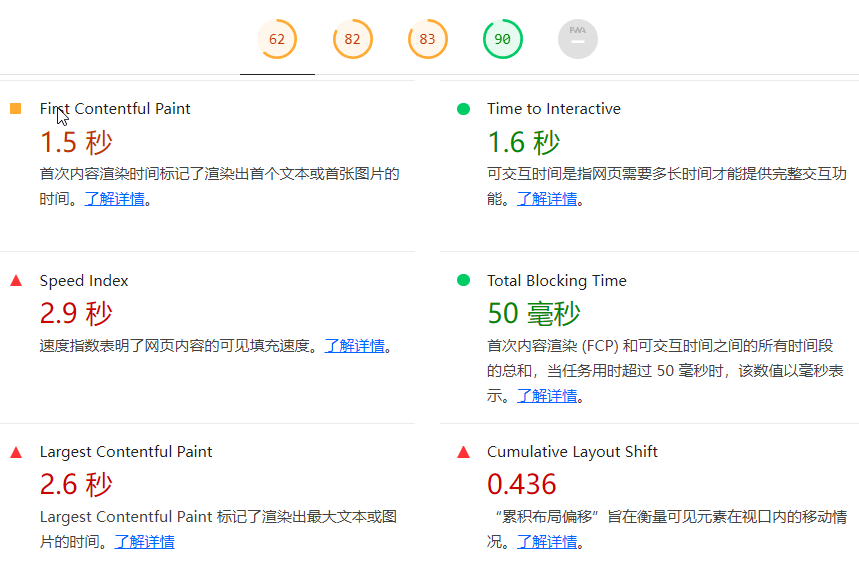 62 82 83 90 PWA
First Contentful Paint
1.5 秒
首次内容渲染时间标记了渲染出首个文本或首张图片的
时间。了解详情。
Time to Interactive
1.6 秒
可交互时间是指网页需要多长时间才能提供完整交互功
能。了解详情。
Speed Index
2.9 秒
速度指数表明了网页内容的可见填充速度。了解详情。
Total Blocking Time
50 毫秒
首次内容渲染 (FCP) 和可交互时间之间的所有时间段
的总和，当任务用时超过 50 毫秒时，该数值以毫秒表
示。了解详情。
Largest Contentful Paint
2.6 秒
Largest Contentful Paint 标记了渲染出最大文本或图
片的时间。了解详情
Cumulative Layout Shift
0.436
“累积布局偏移”旨在衡量可见元素在视口内的移动情
况。了解详情。